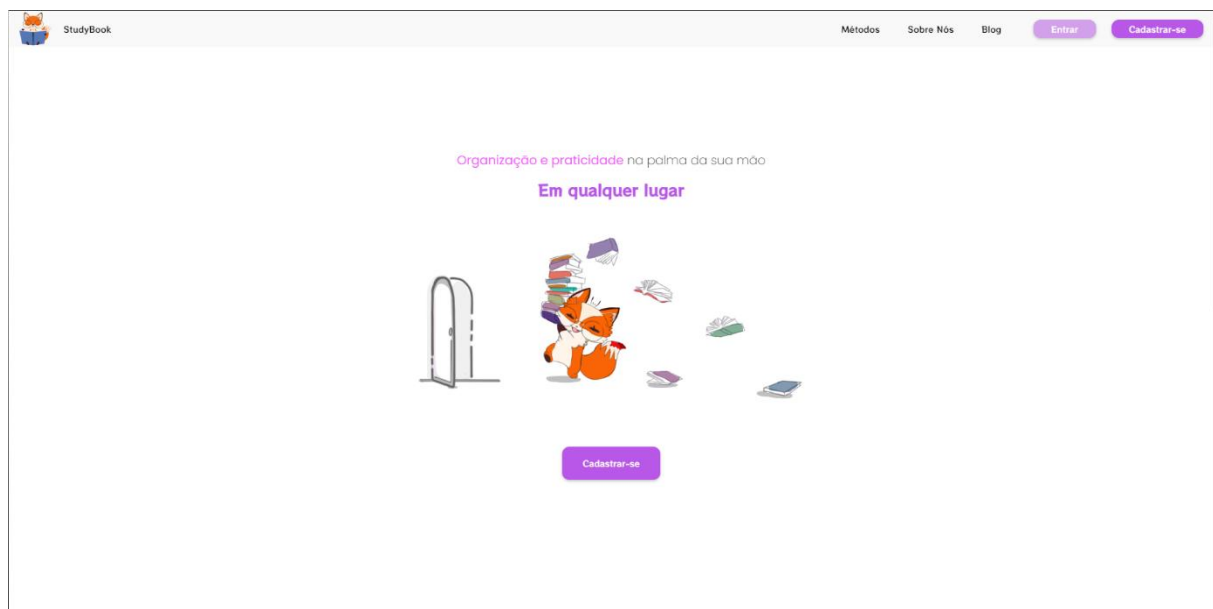 StudyBook
Métodos
Sobre Nós
Blog
Entrar
Cadastrar-se
Organização e praticidade na palma da sua mão
Em qualquer lugar
Cadastrar-se